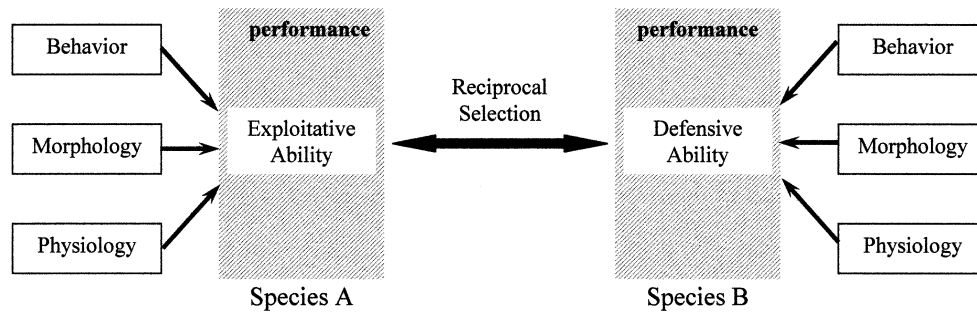 Behavior
Morphology
Physiology
performance
Exploitative
Ability
Species A
Reciprocal
Selection
performance
Defensive
Ability
Species B
Behavior
Morphology
Physiology